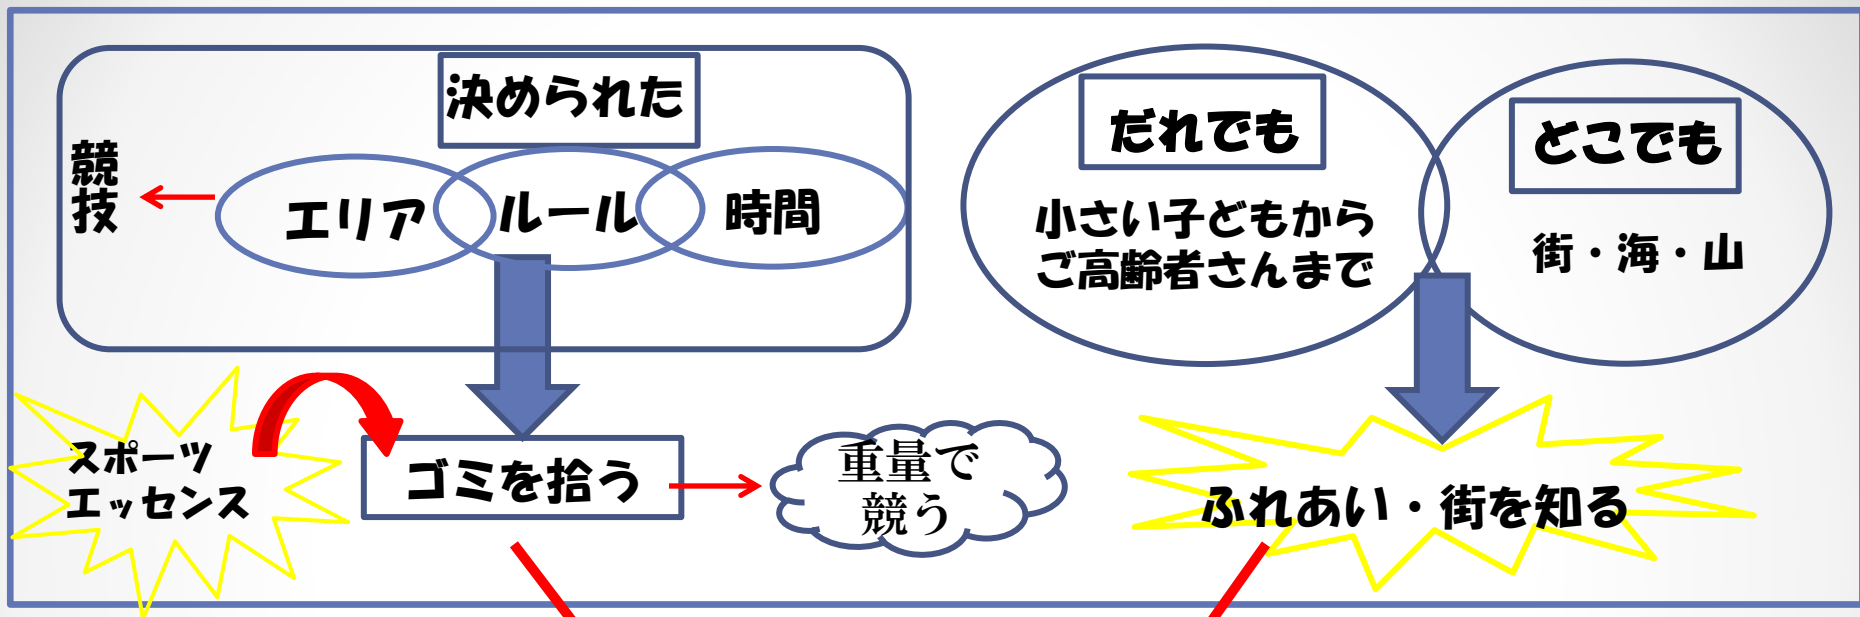 決められた
競技
エリア
ルール
時間
だれでも
小さい子どもから
ご高齢者さんまで
どこでも
街・海・山
スポーツ
エッセンス
ゴミを拾う
重量で
競う
ふれあい・街を知る